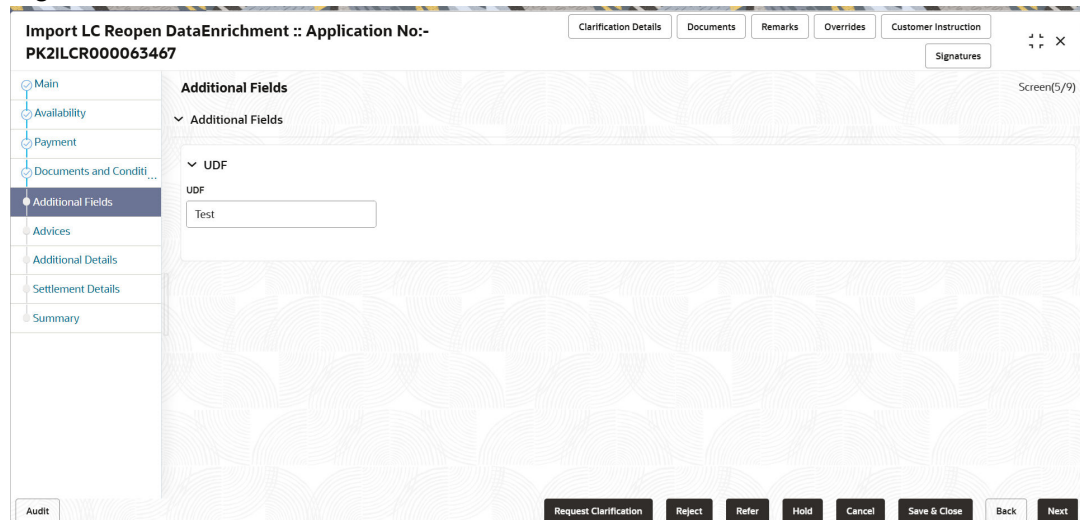 Import LC Reopen DataEnrichment :: Application No:-
PK2ILCR000063467
Clarification Details
Documents
Remarks
Overrides
Customer Instruction
Signatures
Main
Availability
Payment
Documents and Conditi...
Additional Fields
Advices
Additional Details
Settlement Details
Summary
Additional Fields
Screen(5/9)
Additional Fields
UDF
UDF
Test
Audit
Request Clarification
Reject
Refer
Hold
Cancel
Save & Close
Back
Next